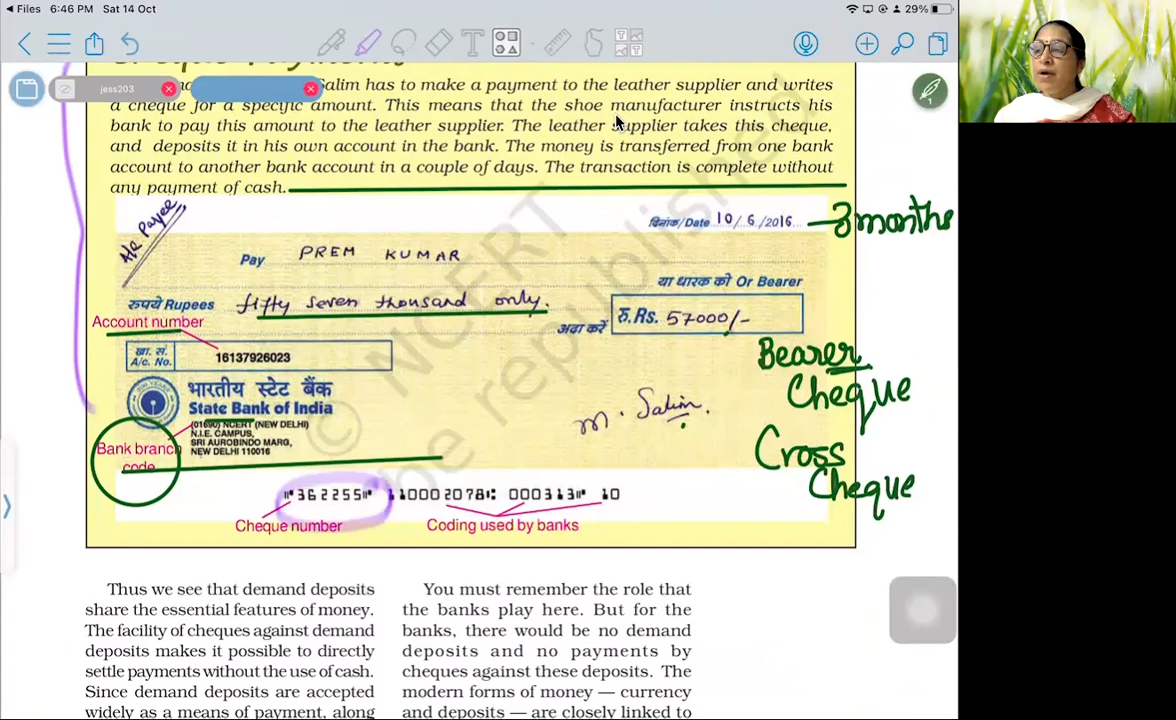 Files 6:46 PM Sat 14 Oct 29%
jess203
Salim has to make a payment to the leather supplier and writes
a cheque for a specific amount. This means that the shoe manufacturer instructs his
bank to pay this amount to the leather supplier. The leather supplier takes this cheque,
and deposits it in his own account in the bank. The money is transferred from one bank
account to another bank account in a couple of days. The transaction is complete without
any payment of cash.
A/c Payee
दिनांक/Date 10/6/2016 3 months
Pay PREM KUMAR
या धारक को Or Bearer
रुपये Rupees fifty seven thousand only.
अदा करें रु.Rs. 57000/-
Account number
खा. सं.
A/c. No. 16137926023
Bearer
Cheque
भारतीय स्टेट बैंक
State Bank of India
(01690) NCERT (NEW DELHI)
N.I.E. CAMPUS,
SRI AUROBINDO MARG,
NEW DELHI 110016
Bank branch
code
M. Salim.
Cross
Cheque
⑈362255⑈ 110002078⑆ 000313⑈ 10
Cheque number Coding used by banks
© NCERT
be republished
Thus we see that demand deposits
share the essential features of money.
The facility of cheques against demand
deposits makes it possible to directly
settle payments without the use of cash.
Since demand deposits are accepted
widely as a means of payment, along
You must remember the role that
the banks play here. But for the
banks, there would be no demand
deposits and no payments by
cheques against these deposits. The
modern forms of money — currency
and deposits — are closely linked to